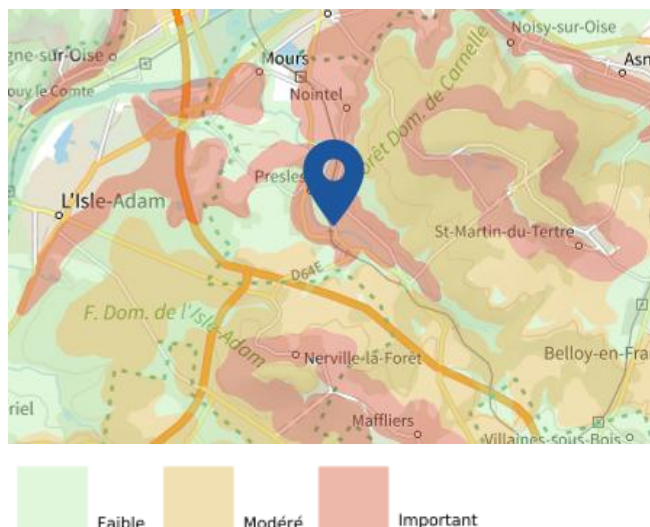 Noisy-sur-Oise
gne-sur-Oise
Mours
Asn
ouy le Comte
Nointel
Forêt Dom. de Carnelle
Presles
L'Isle-Adam
St-Martin-du-Tertre
D64E
F. Dom. de l'Isle-Adam
Nerville-la-Forêt
Belloy-en-Fra
riel
Maffliers
Villaines-sous-Bois
Faible
Modéré
Important